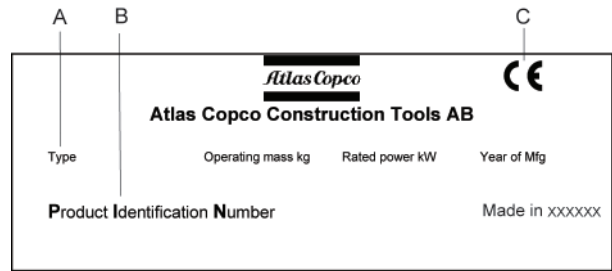 A B C
Atlas Copco
CE
Atlas Copco Construction Tools AB
Type Operating mass kg Rated power kW Year of Mfg
Product Identification Number Made in xxxxxx